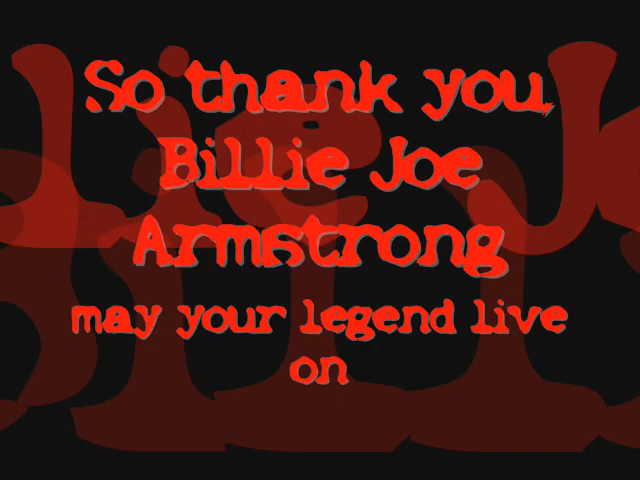 So thank you,
Billie Joe
Armstrong
may your legend live
on